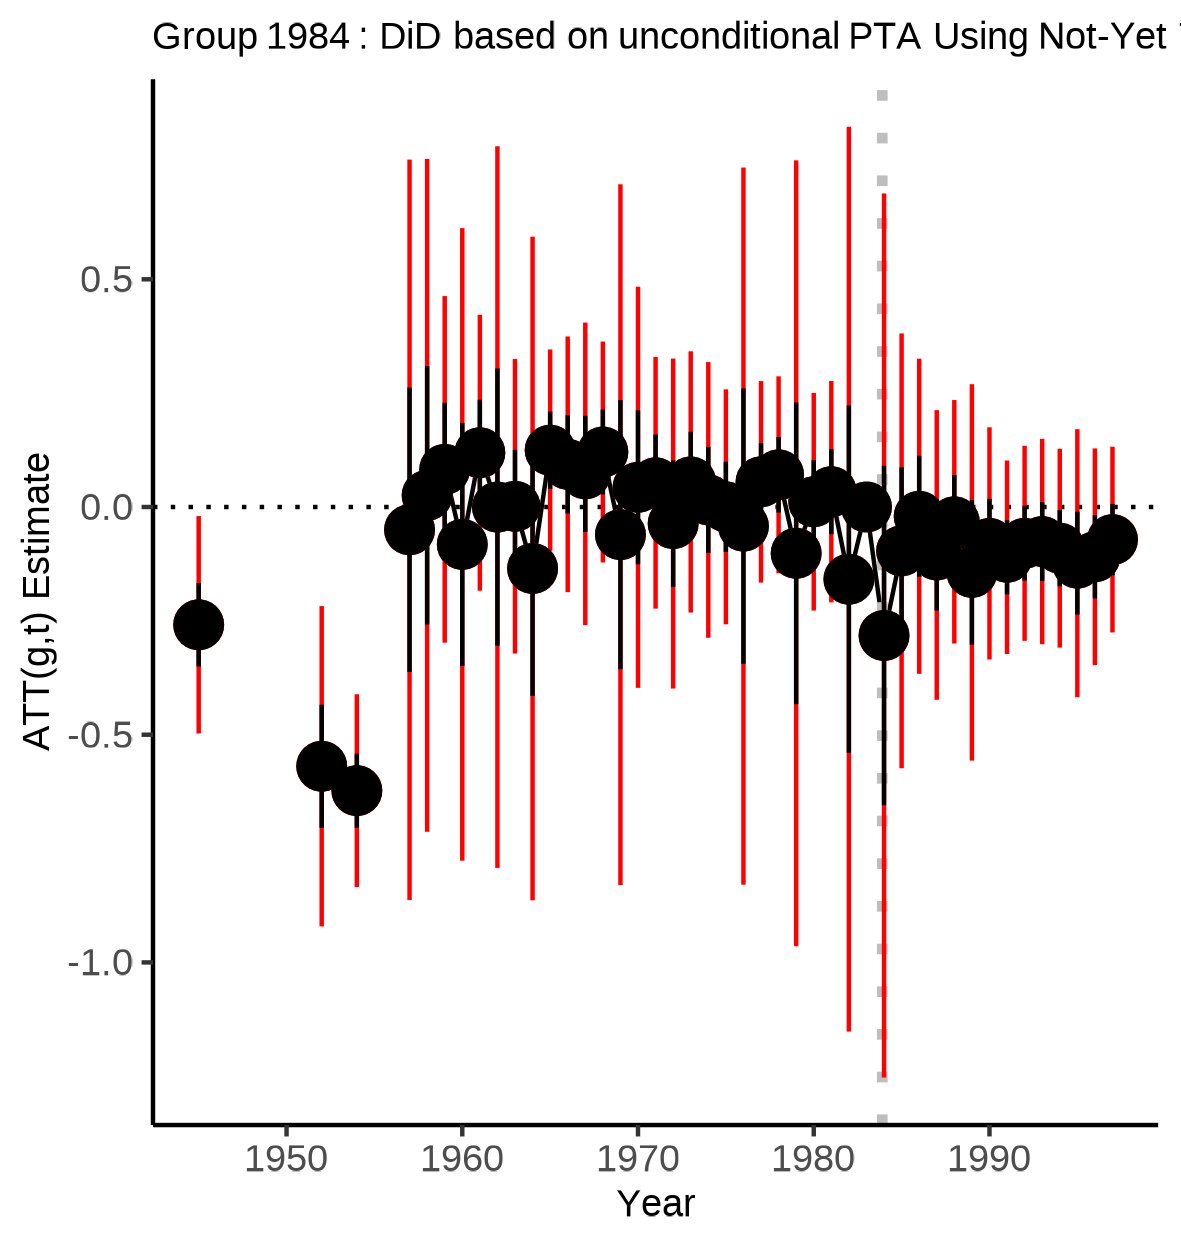 Group 1984 : DiD based on unconditional PTA Using Not-Yet
ATT(g,t) Estimate
0.5
0.0
-0.5
-1.0
1950 1960 1970 1980 1990
Year